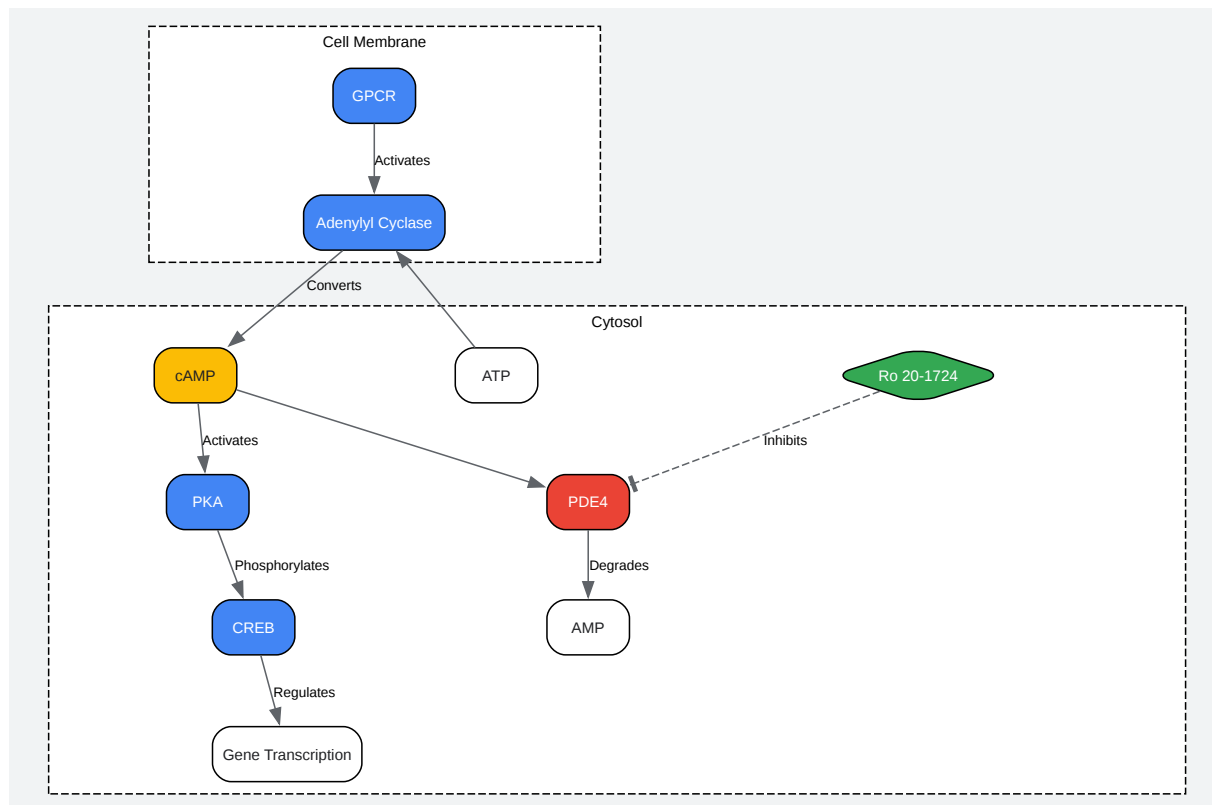 Cell Membrane
GPCR
Activates
Adenylyl Cyclase
Converts
Cytosol
cAMP
ATP
Ro 20-1724
Activates
Inhibits
PKA
PDE4
Phosphorylates
Degrades
CREB
AMP
Regulates
Gene Transcription